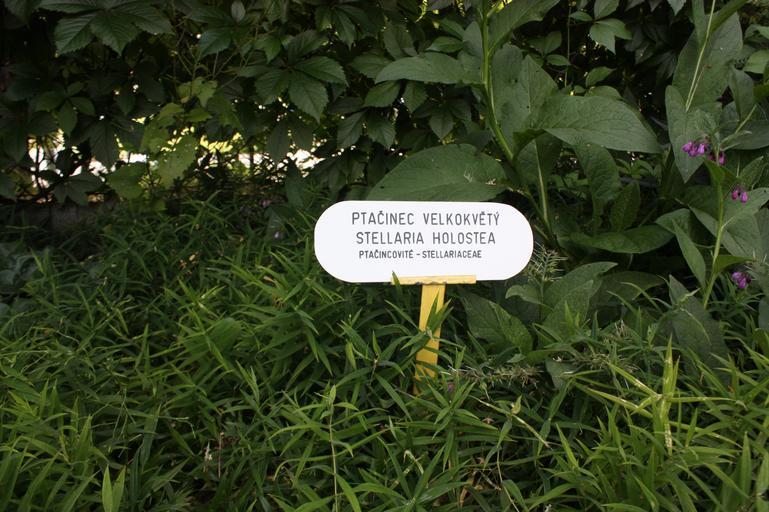 PTAČINEC VELKOKVĚTÝ
STELLARIA HOLOSTEA
PTAČINCOVITÉ - STELLARIACEAE